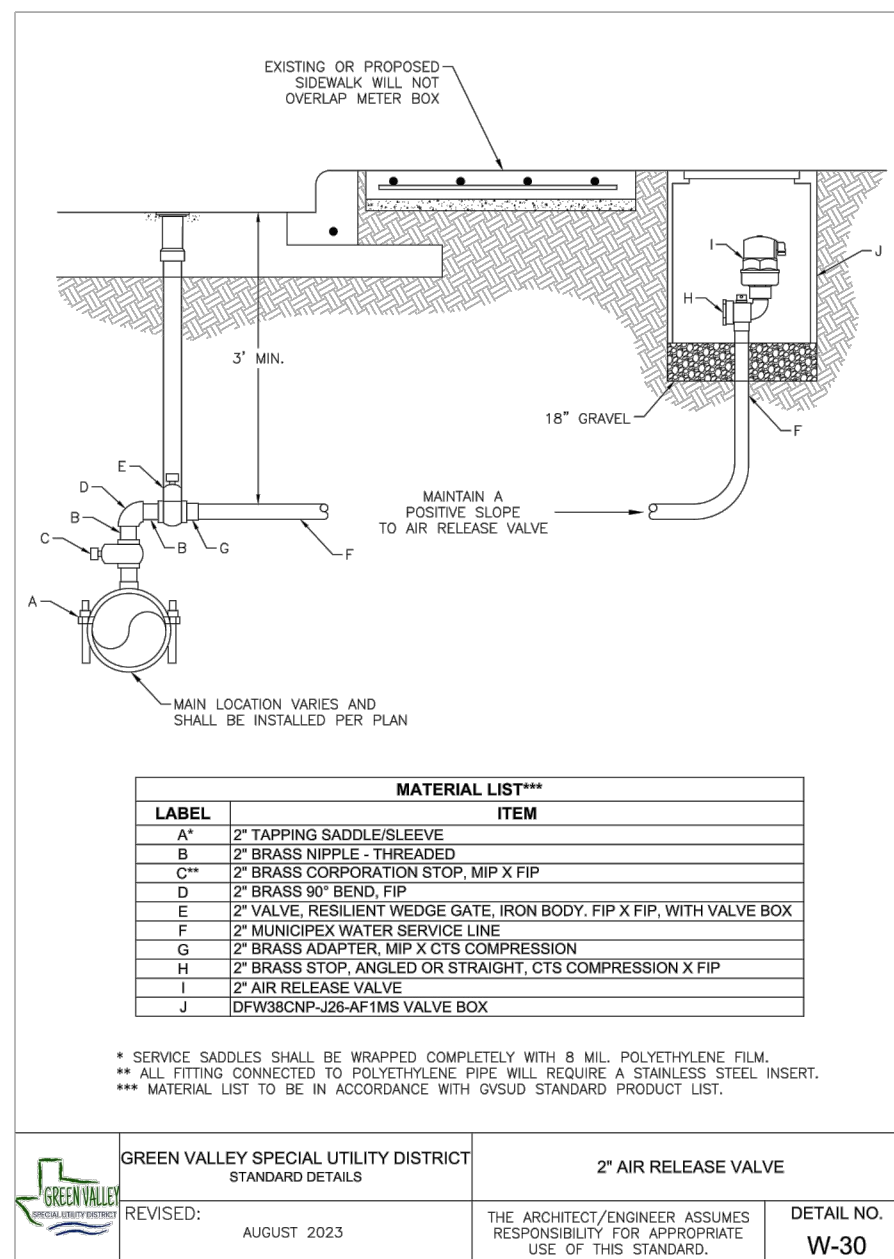 EXISTING OR PROPOSED
SIDEWALK WILL NOT
OVERLAP METER BOX
I
J
H
3' MIN.
18" GRAVEL
F
E
D
B
C
B
G
F
MAINTAIN A
POSITIVE SLOPE
TO AIR RELEASE VALVE
A
MAIN LOCATION VARIES AND
SHALL BE INSTALLED PER PLAN
MATERIAL LIST***
LABEL ITEM
A* 2" TAPPING SADDLE/SLEEVE
B 2" BRASS NIPPLE - THREADED
C** 2" BRASS CORPORATION STOP, MIP X FIP
D 2" BRASS 90° BEND, FIP
E 2" VALVE, RESILIENT WEDGE GATE, IRON BODY. FIP X FIP, WITH VALVE BOX
F 2" MUNICIPEX WATER SERVICE LINE
G 2" BRASS ADAPTER, MIP X CTS COMPRESSION
H 2" BRASS STOP, ANGLED OR STRAIGHT, CTS COMPRESSION X FIP
I 2" AIR RELEASE VALVE
J DFW38CNP-J26-AF1MS VALVE BOX
* SERVICE SADDLES SHALL BE WRAPPED COMPLETELY WITH 8 MIL. POLYETHYLENE FILM.
** ALL FITTING CONNECTED TO POLYETHYLENE PIPE WILL REQUIRE A STAINLESS STEEL INSERT.
*** MATERIAL LIST TO BE IN ACCORDANCE WITH GVSUD STANDARD PRODUCT LIST.
GREEN VALLEY
SPECIAL UTILITY DISTRICT
GREEN VALLEY SPECIAL UTILITY DISTRICT
STANDARD DETAILS
2" AIR RELEASE VALVE
REVISED:
AUGUST 2023
THE ARCHITECT/ENGINEER ASSUMES
RESPONSIBILITY FOR APPROPRIATE
USE OF THIS STANDARD.
DETAIL NO.
W-30